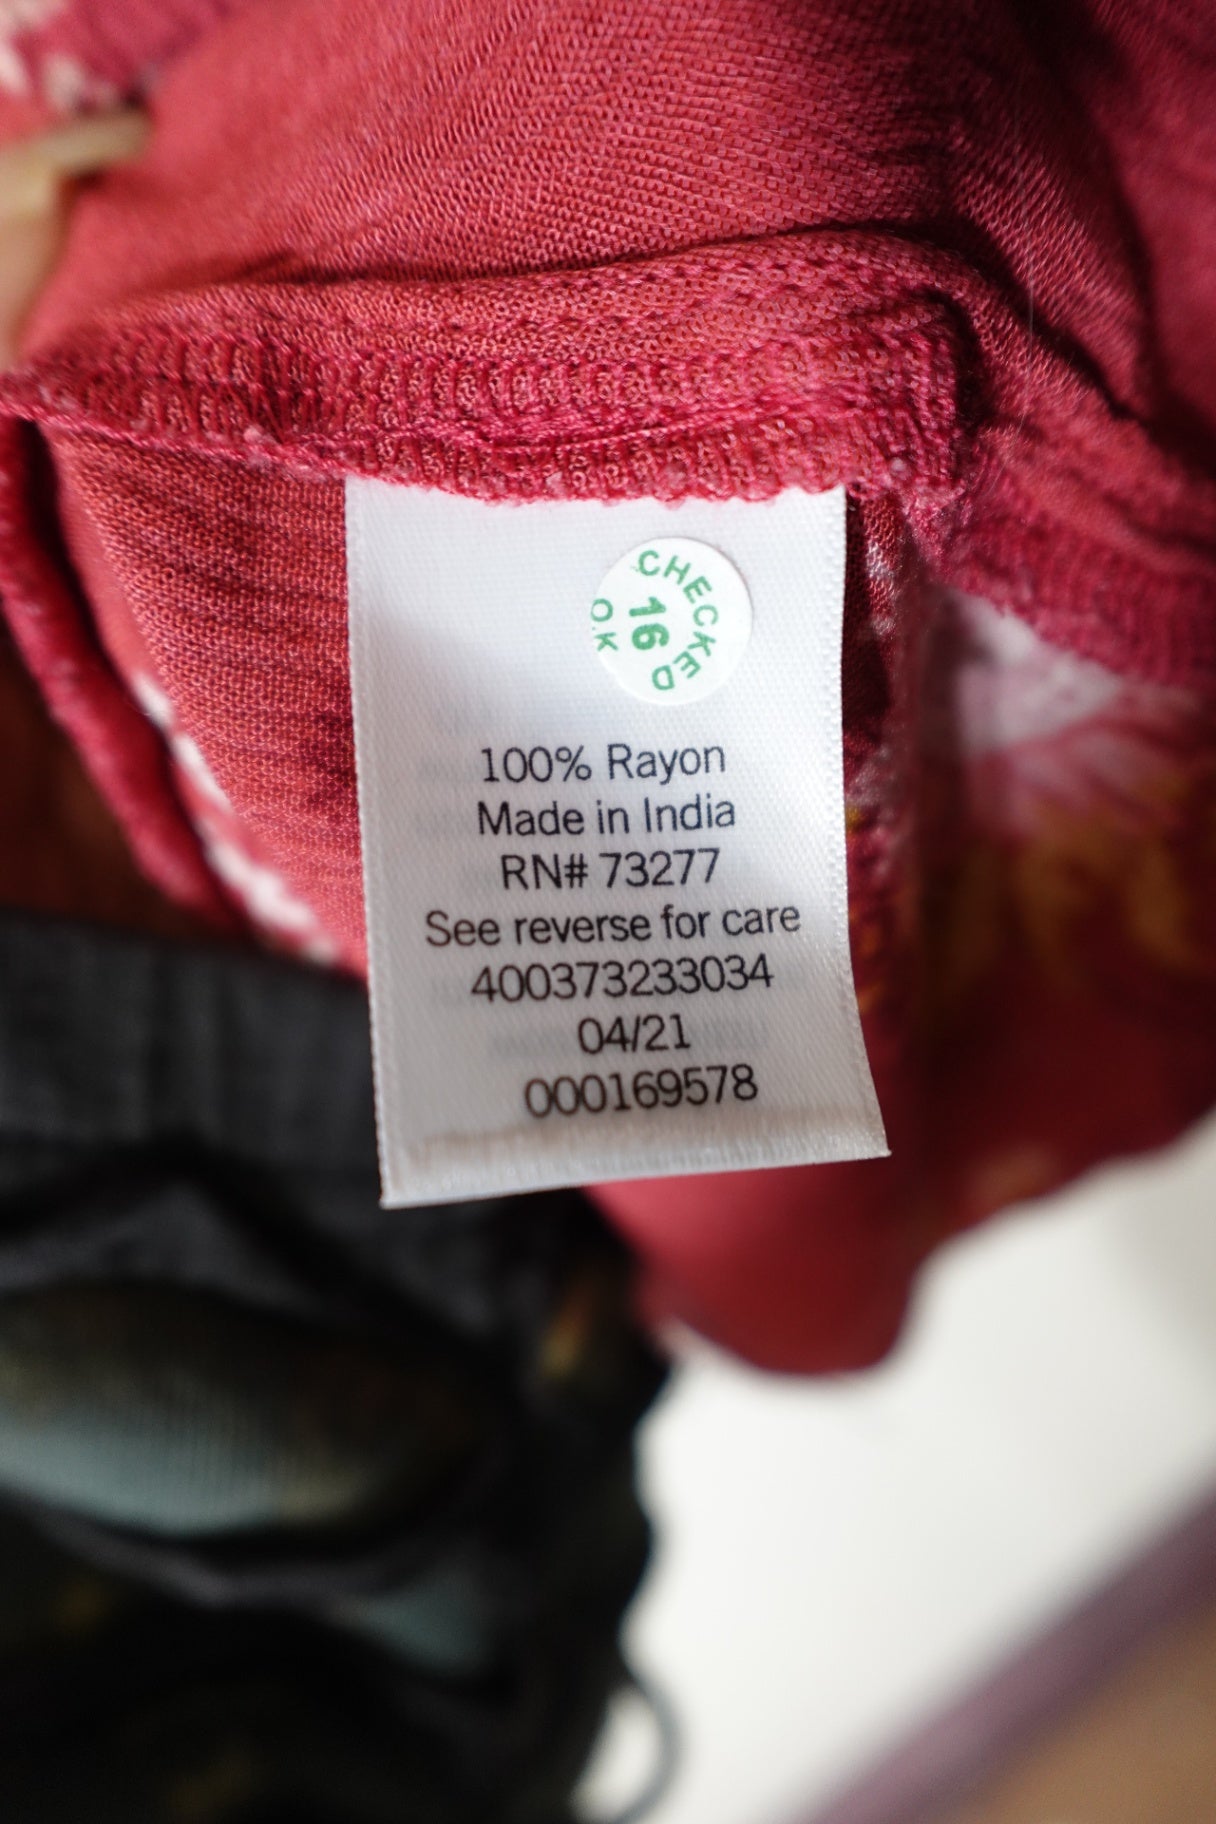 CHECKED
16
O.K
100% Rayon
Made in India
RN# 73277
See reverse for care
400373233034
04/21
000169578